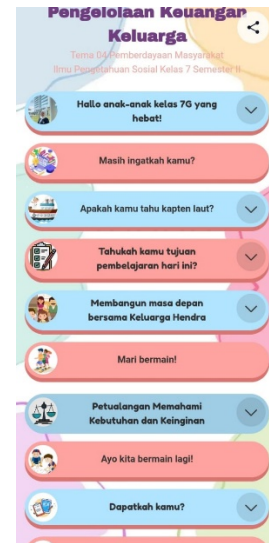 Pengelolaan Keuangan
Keluarga
Tema 04 Pemberdayaan Masyarakat
Ilmu Pengetahuan Sosial Kelas 7 Semester II
Hallo anak-anak kelas 7G yang
hebat!
Masih ingatkah kamu?
Apakah kamu tahu kapten laut?
Tahukah kamu tujuan
pembelajaran hari ini?
Membangun masa depan
bersama Keluarga Hendra
Mari bermain!
Petualangan Memahami
Kebutuhan dan Keinginan
Ayo kita bermain lagi!
Dapatkah kamu?